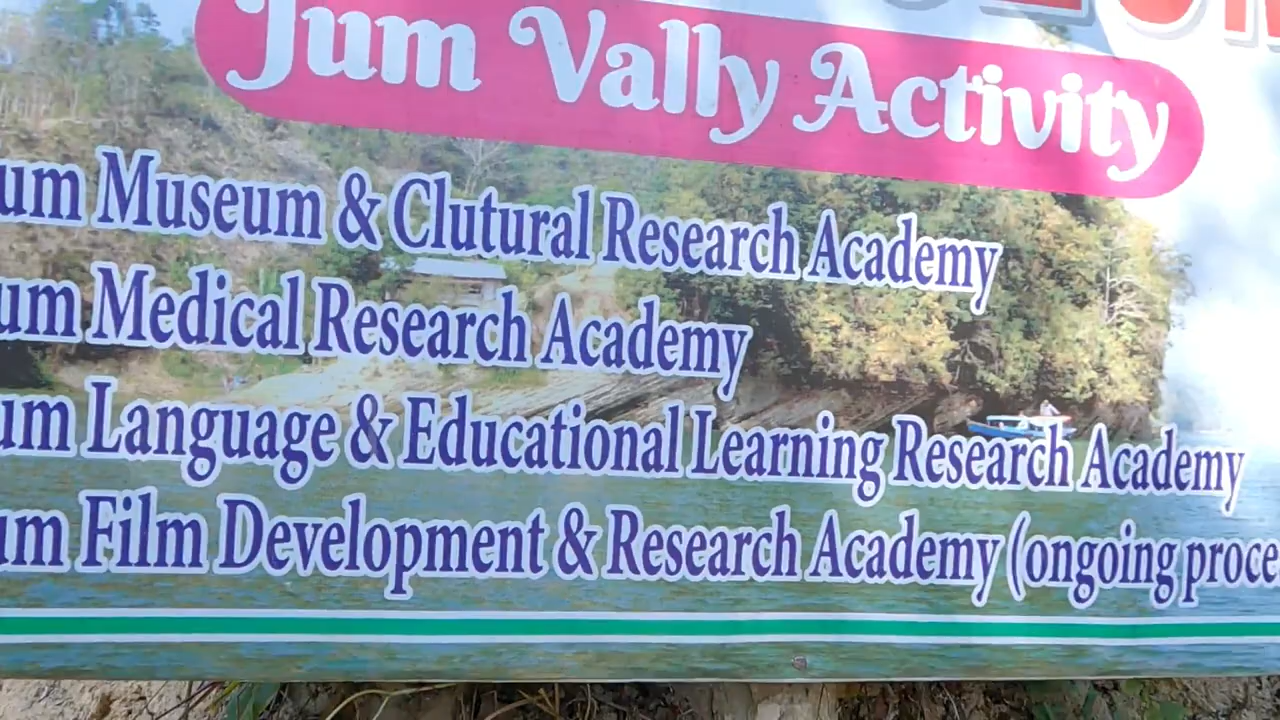 Jum Vally Activity
um Museum & Clutural Research Academy
um Medical Research Academy
um Language & Educational Learning Research Academy
um Film Development & Research Academy (ongoing proce